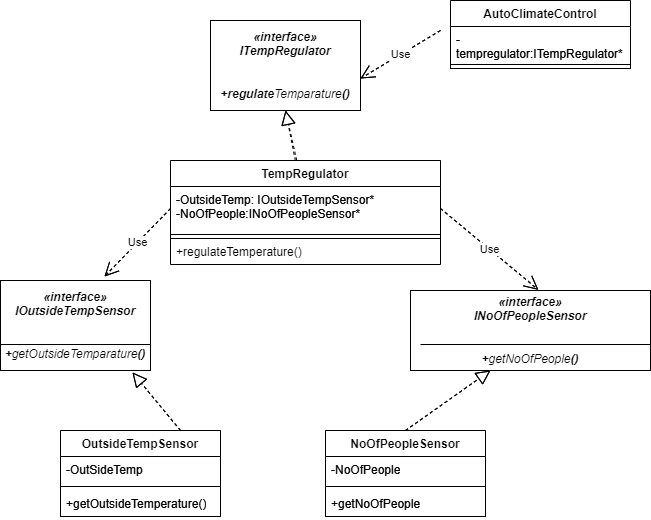 AutoClimateControl
-
tempregulator:ITempRegulator*
«interface»
ITempRegulator
+regulateTemparature()
Use
TempRegulator
-OutsideTemp: IOutsideTempSensor*
-NoOfPeople:INoOfPeopleSensor*
+regulateTemperature()
Use
Use
«interface»
IOutsideTempSensor
+getOutsideTemparature()
«interface»
INoOfPeopleSensor
+getNoOfPeople()
OutsideTempSensor
-OutSideTemp
+getOutsideTemperature()
NoOfPeopleSensor
-NoOfPeople
+getNoOfPeople